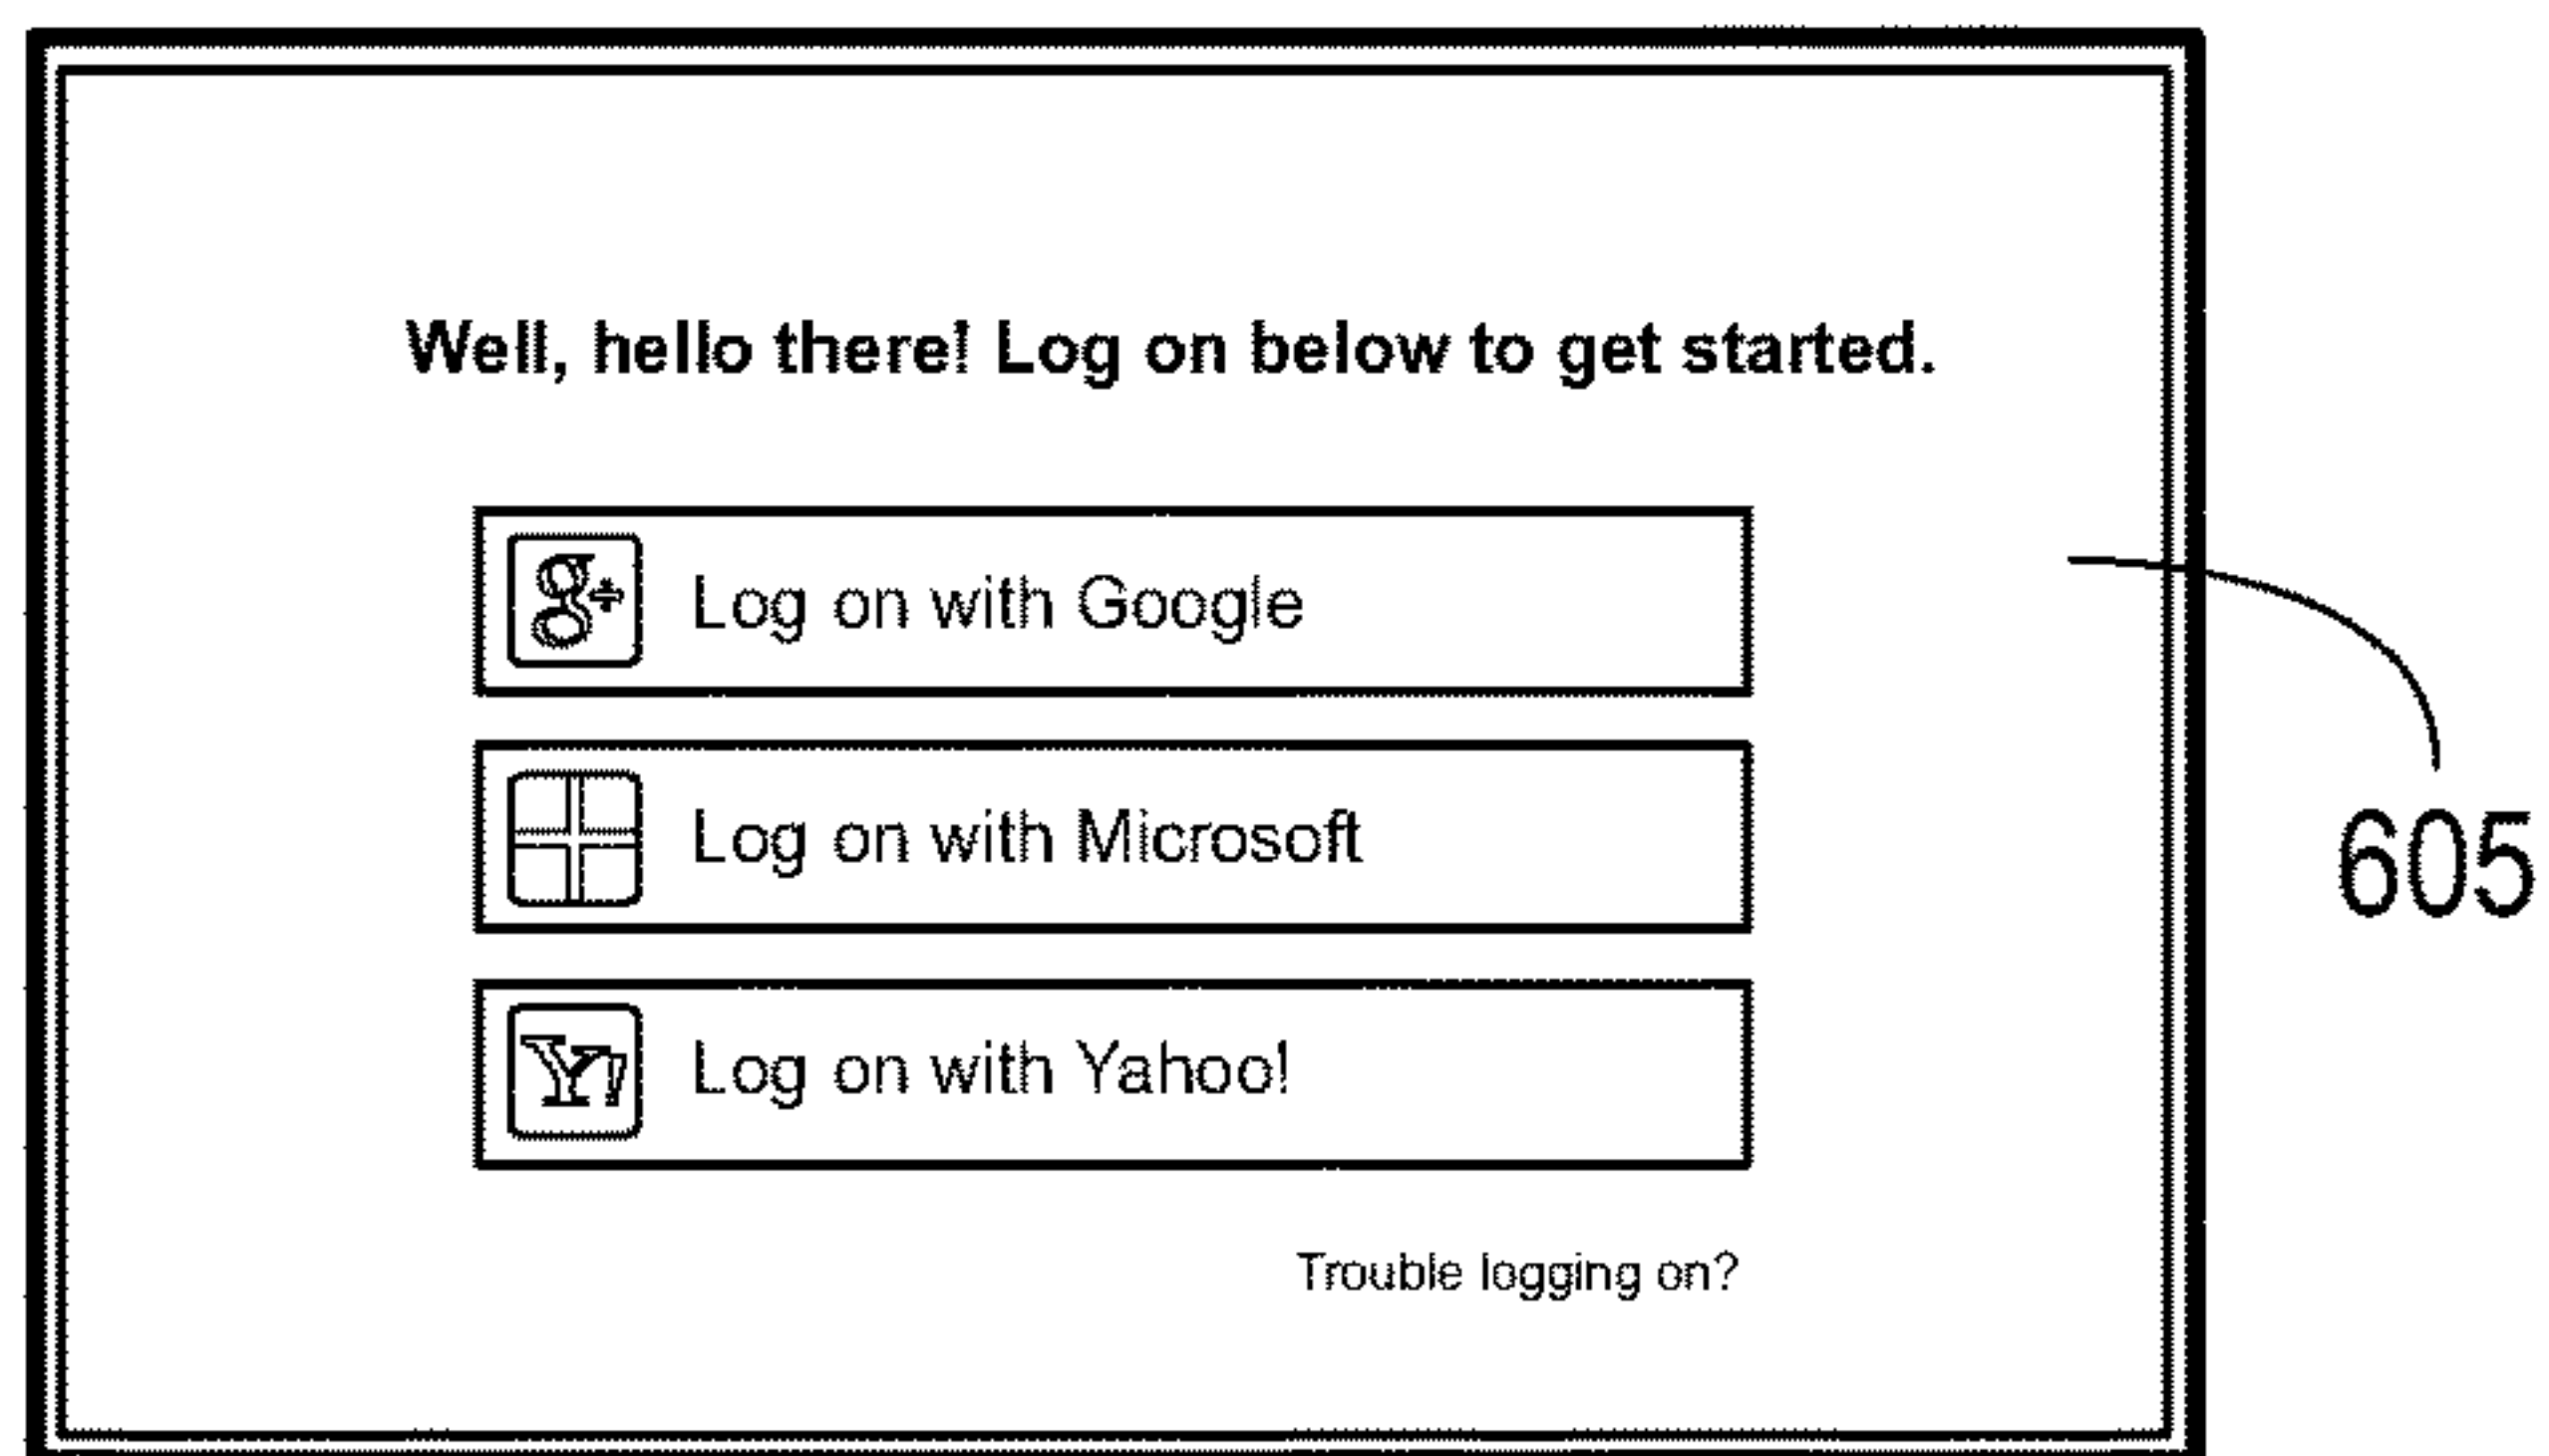 Well, hello there! Log on below to get started.
g+ Log on with Google
Log on with Microsoft
Y! Log on with Yahoo!
605
Trouble logging on?